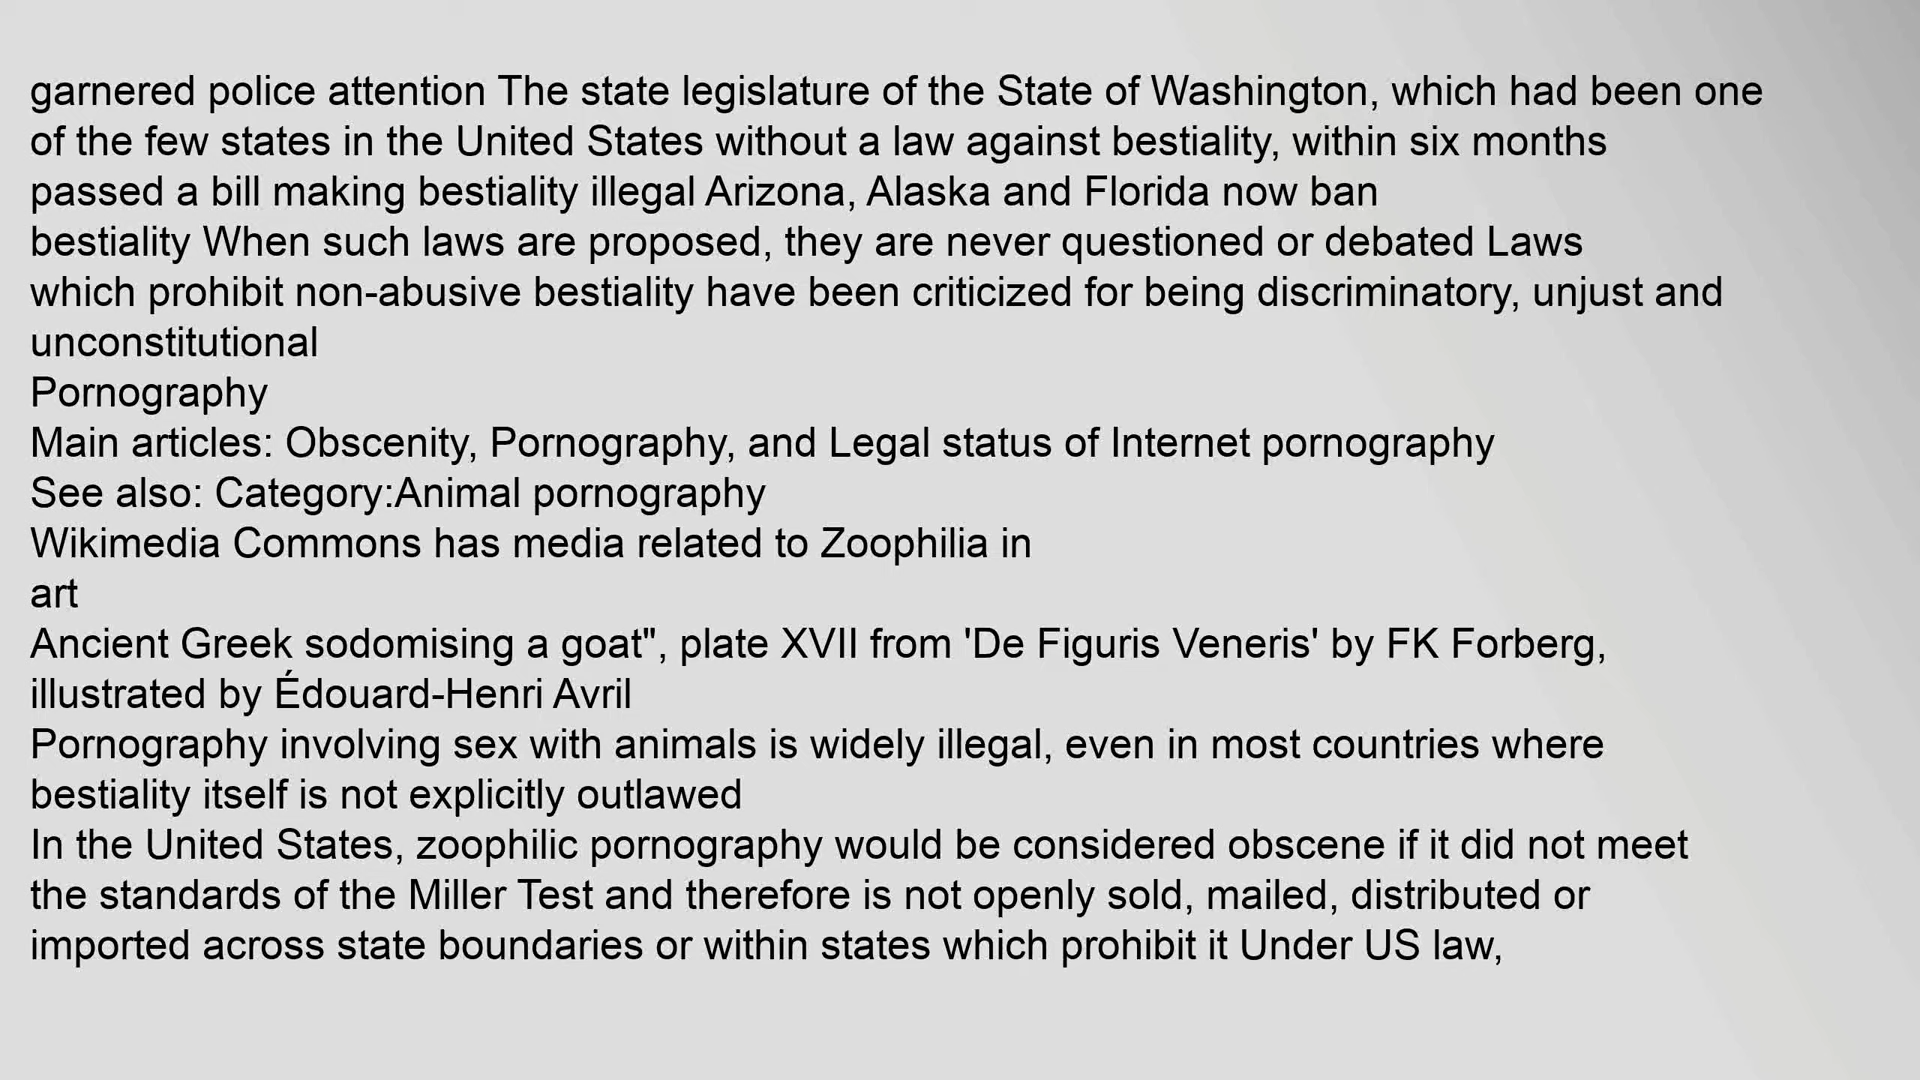 garnered police attention The state legislature of the State of Washington, which had been one
of the few states in the United States without a law against bestiality, within six months
passed a bill making bestiality illegal Arizona, Alaska and Florida now ban
bestiality When such laws are proposed, they are never questioned or debated Laws
which prohibit non-abusive bestiality have been criticized for being discriminatory, unjust and
unconstitutional
Pornography
Main articles: Obscenity, Pornography, and Legal status of Internet pornography
See also: Category:Animal pornography
Wikimedia Commons has media related to Zoophilia in
art
Ancient Greek sodomising a goat", plate XVII from 'De Figuris Veneris' by FK Forberg,
illustrated by Édouard-Henri Avril
Pornography involving sex with animals is widely illegal, even in most countries where
bestiality itself is not explicitly outlawed
In the United States, zoophilic pornography would be considered obscene if it did not meet
the standards of the Miller Test and therefore is not openly sold, mailed, distributed or
imported across state boundaries or within states which prohibit it Under US law,